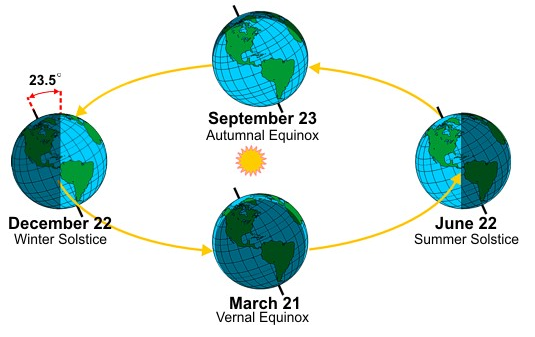 23.5°
September 23
Autumnal Equinox
December 22
Winter Solstice
June 22
Summer Solstice
March 21
Vernal Equinox